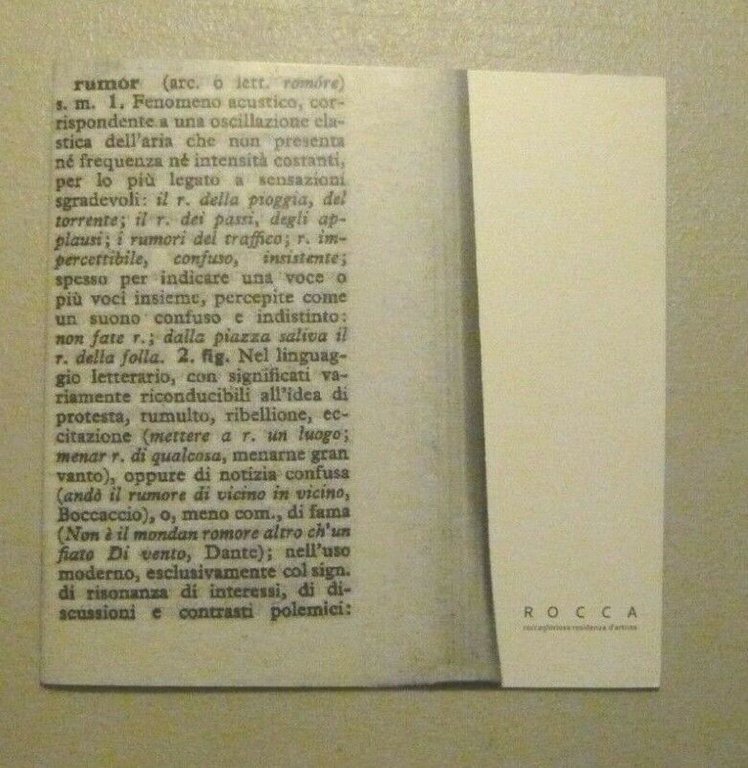 rumór (arc. o lett. romóre)
s. m. 1. Fenomeno acustico, cor-
rispondente a una oscillazione ela-
stica dell'aria che non presenta
né frequenza né intensità costanti,
per lo più legato a sensazioni
sgradevoli: il r. della pioggia, del
torrente; il r. dei passi, degli ap-
plausi; i rumori del traffico; r. im-
percettibile, confuso, insistente;
spesso per indicare una voce o
più voci insieme, percepite come
un suono confuso e indistinto:
non fate r.; dalla piazza saliva il
r. della folla. 2. fig. Nel linguag-
gio letterario, con significati va-
riamente riconducibili all'idea di
protesta, tumulto, ribellione, ec-
citazione (mettere a r. un luogo;
menar r. di qualcosa, menarne gran
vanto), oppure di notizia confusa
(andò il rumore di vicino in vicino,
Boccaccio), o, meno com., di fama
(Non è il mondan romore altro ch'un
fiato Di vento, Dante); nell'uso
moderno, esclusivamente col sign.
di risonanza di interessi, di di-
scussioni e contrasti polemici:
ROCCA
roccagloriosa residenza d'artista